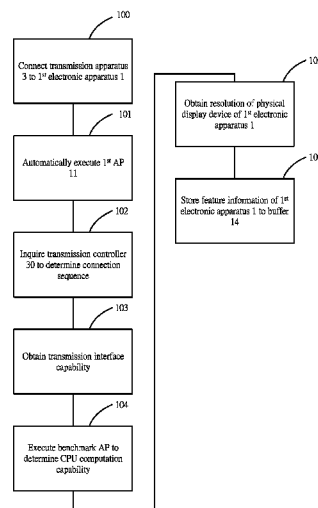 100
Connect transmission apparatus
3 to 1st electronic apparatus 1
101
Automatically execute 1st AP
11
102
Inquire transmission controller
30 to determine connection
sequence
103
Obtain transmission interface
capability
104
Execute benchmark AP to
determine CPU computation
capability
10
Obtain resolution of physical
display device of 1st electronic
apparatus 1
10
Store feature information of 1st
electronic apparatus 1 to buffer
14